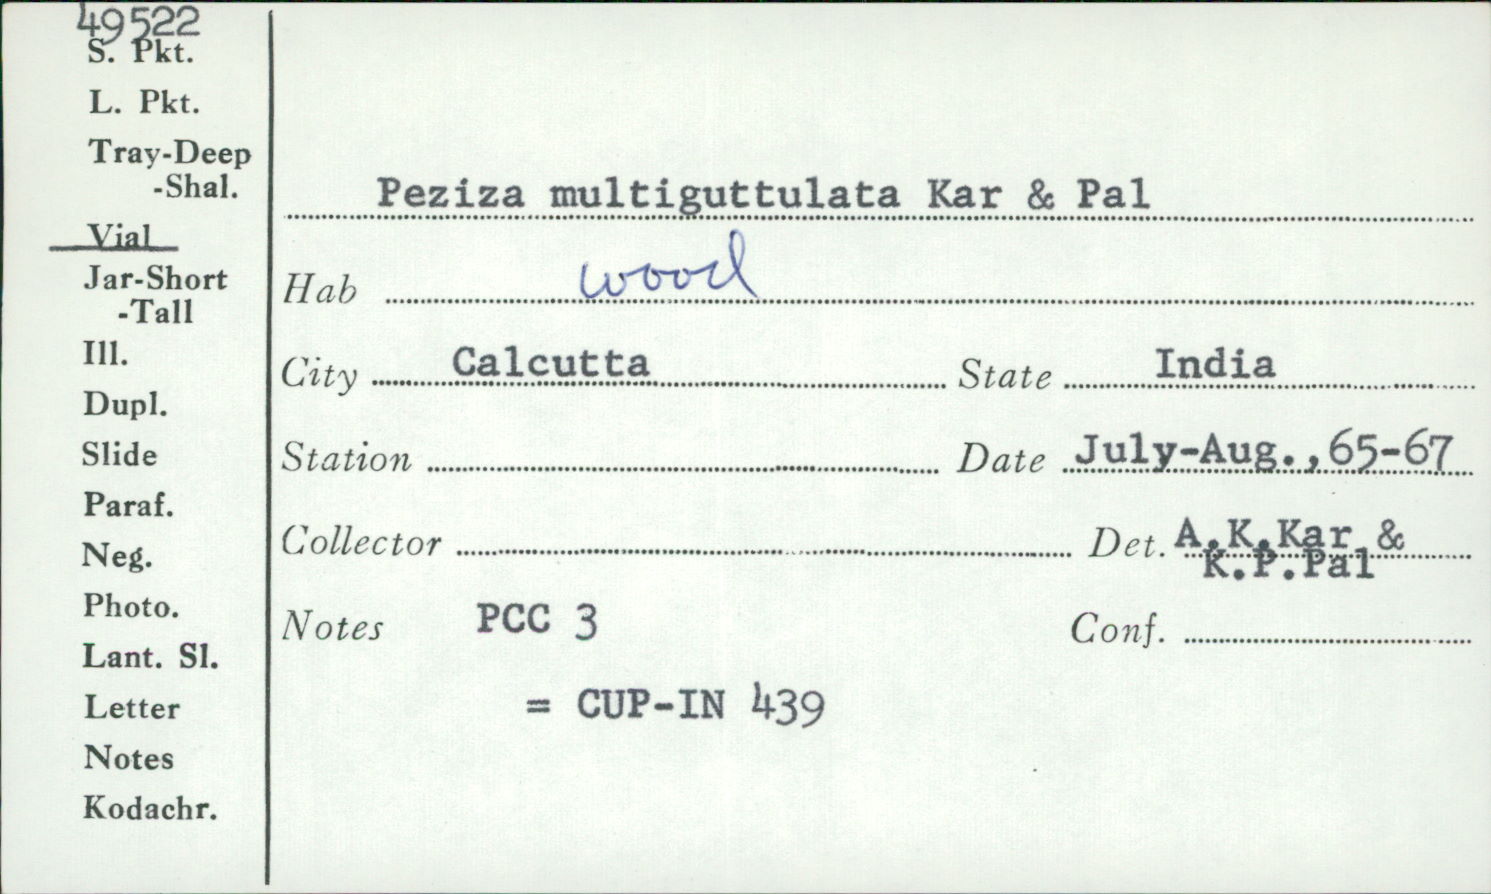 49522
S. Pkt.
L. Pkt.
Tray-Deep
-Shal.
Vial
Jar-Short
-Tall
Ill.
Dupl.
Slide
Paraf.
Neg.
Photo.
Lant. Sl.
Letter
Notes
Kodachr.
Peziza multiguttulata Kar & Pal
Hab wood
City Calcutta State India
Station Date July-Aug.,65-67
Collector Det. A.K.Kar &
K.P.Pal
Notes PCC 3 Conf.
= CUP-IN 439